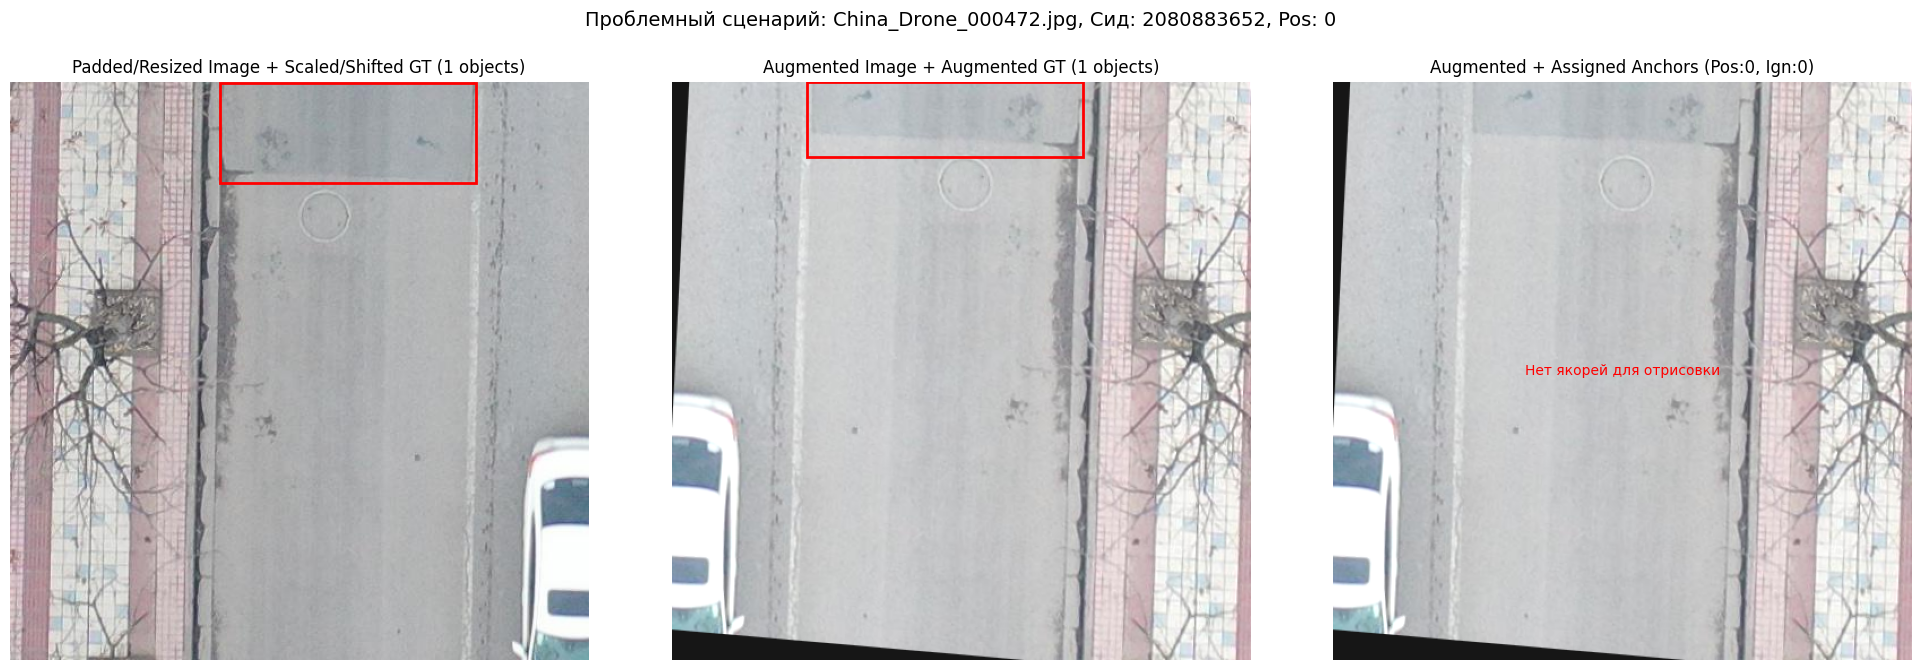 Проблемный сценарий: China_Drone_000472.jpg, Сид: 2080883652, Pos: 0
Padded/Resized Image + Scaled/Shifted GT (1 objects)
Augmented Image + Augmented GT (1 objects)
Augmented + Assigned Anchors (Pos:0, Ign:0)
Нет якорей для отрисовки